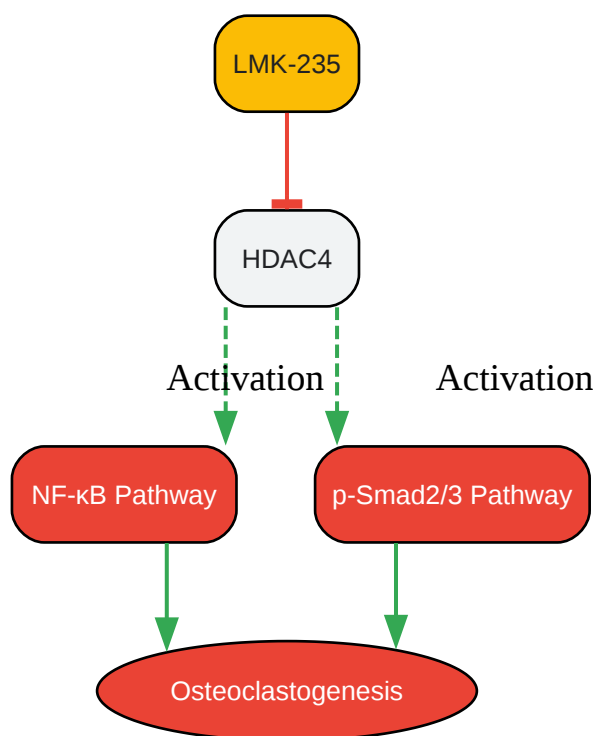 LMK-235
HDAC4
Activation
Activation
NF-κB Pathway
p-Smad2/3 Pathway
Osteoclastogenesis